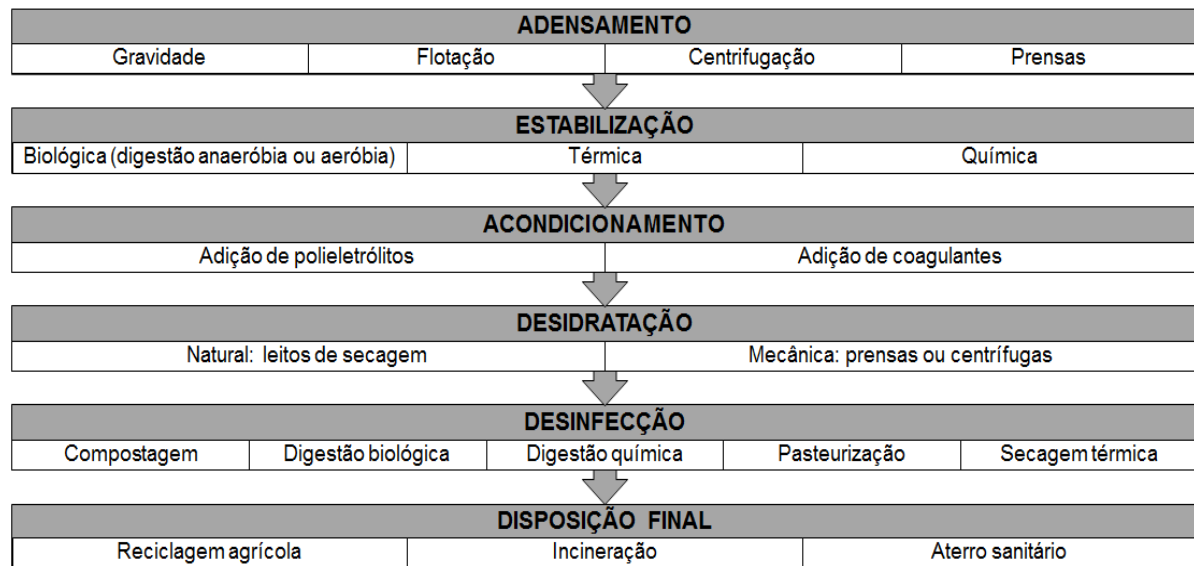 ADENSAMENTO
Gravidade Flotação Centrifugação Prensas
ESTABILIZAÇÃO
Biológica (digestão anaeróbia ou aeróbia) Térmica Química
ACONDICIONAMENTO
Adição de polieletrólitos Adição de coagulantes
DESIDRATAÇÃO
Natural: leitos de secagem Mecânica: prensas ou centrífugas
DESINFECÇÃO
Compostagem Digestão biológica Digestão química Pasteurização Secagem térmica
DISPOSIÇÃO FINAL
Reciclagem agrícola Incineração Aterro sanitário